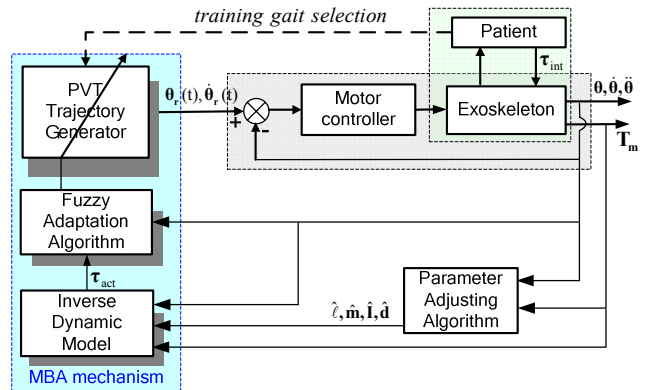 training gait selection
Patient
τint
θ, θ̇, θ̈
PVT
Trajectory
Generator
θr(t), θ̇r(t)
+
-
Motor
controller
Exoskeleton
Tm
Fuzzy
Adaptation
Algorithm
τact
Inverse
Dynamic
Model
ℓ̂, m̂, Î, d̂
Parameter
Adjusting
Algorithm
MBA mechanism